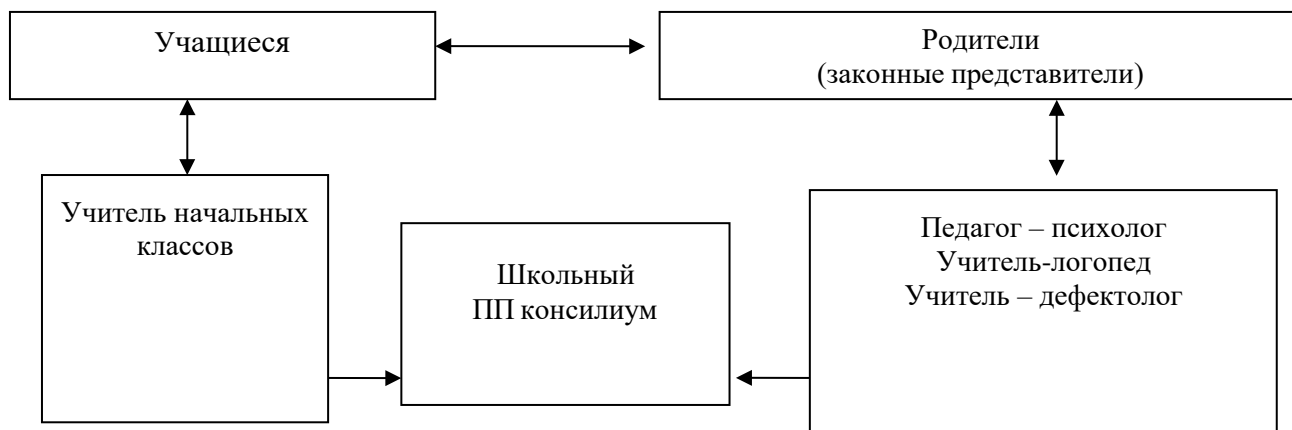 Учащиеся
Родители
(законные представители)
Учитель начальных
классов
Школьный
ПП консилиум
Педагог – психолог
Учитель-логопед
Учитель – дефектолог